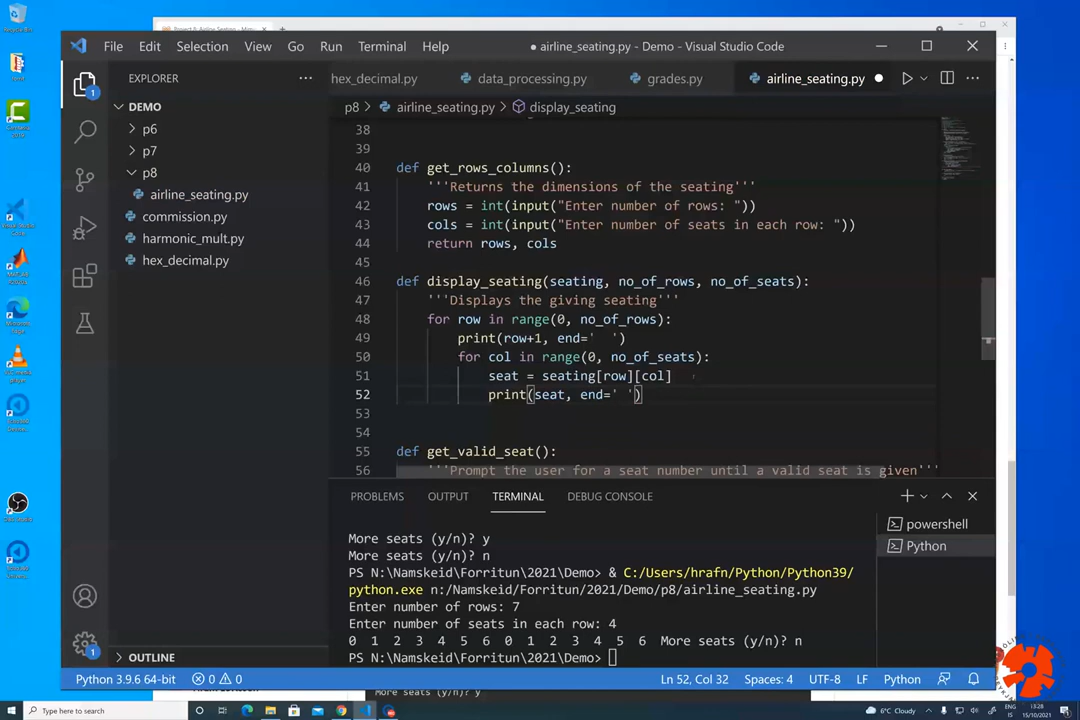 File Edit Selection View Go Run Terminal Help
airline_seating.py - Demo - Visual Studio Code
EXPLORER
hex_decimal.py data_processing.py grades.py airline_seating.py
DEMO
p6
p7
p8
airline_seating.py
commission.py
harmonic_mult.py
hex_decimal.py
OUTLINE
p8 > airline_seating.py > display_seating
38
39
40 def get_rows_columns():
41 '''Returns the dimensions of the seating'''
42 rows = int(input("Enter number of rows: "))
43 cols = int(input("Enter number of seats in each row: "))
44 return rows, cols
45
46 def display_seating(seating, no_of_rows, no_of_seats):
47 '''Displays the giving seating'''
48 for row in range(0, no_of_rows):
49 print(row+1, end='  ')
50 for col in range(0, no_of_seats):
51 seat = seating[row][col]
52 print(seat, end=' ')
53
54
55 def get_valid_seat():
56 '''Prompt the user for a seat number until a valid seat is given'''
PROBLEMS OUTPUT TERMINAL DEBUG CONSOLE
powershell
Python
More seats (y/n)? y
More seats (y/n)? n
PS N:\Namskeid\Forritun\2021\Demo> & C:/Users/hrafn/Python/Python39/
python.exe n:/Namskeid/Forritun/2021/Demo/p8/airline_seating.py
Enter number of rows: 7
Enter number of seats in each row: 4
0 1 2 3 4 5 6 0 1 2 3 4 5 6 More seats (y/n)? n
PS N:\Namskeid\Forritun\2021\Demo>
Python 3.9.6 64-bit 0 0 Ln 52, Col 32 Spaces: 4 UTF-8 LF Python
More seats (y/n)? y
Type here to search
6°C Cloudy
13:28
15/10/2021